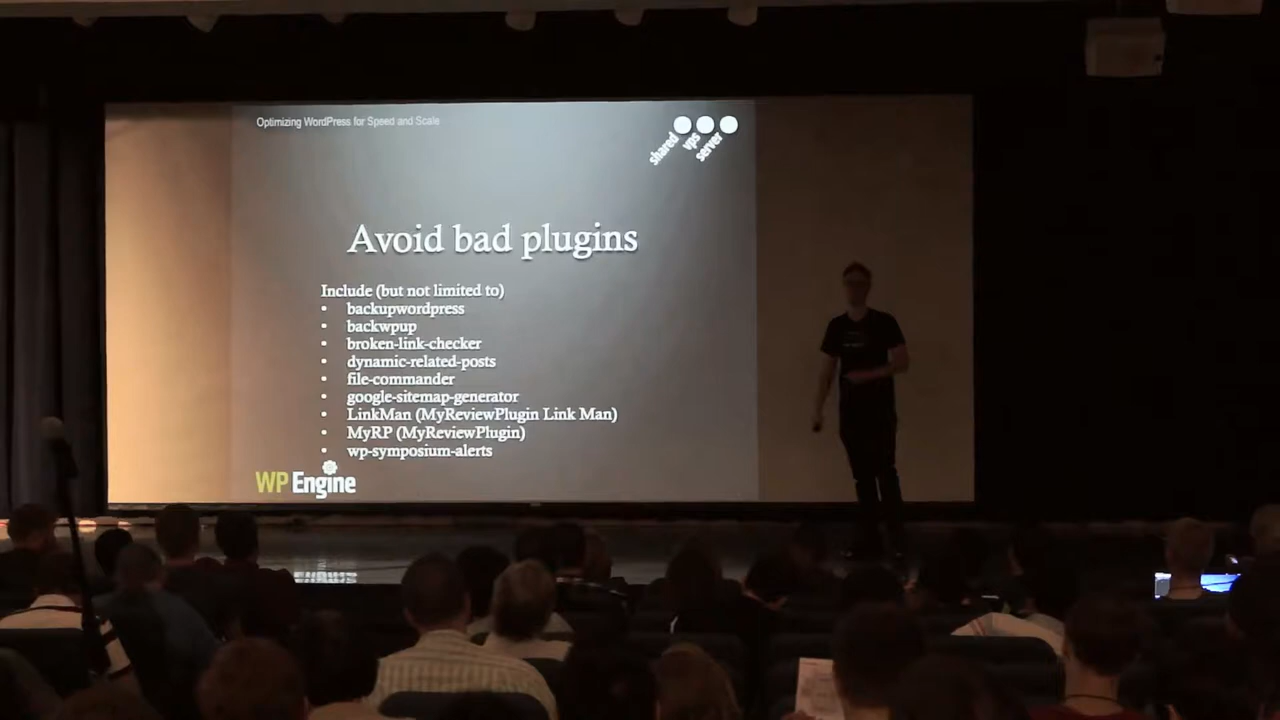 Optimizing WordPress for Speed and Scale
shared
vps
server
Avoid bad plugins
Include (but not limited to)
• backupwordpress
• backwpup
• broken-link-checker
• dynamic-related-posts
• file-commander
• google-sitemap-generator
• LinkMan (MyReviewPlugin Link Man)
• MyRP (MyReviewPlugin)
• wp-symposium-alerts
WP Engine